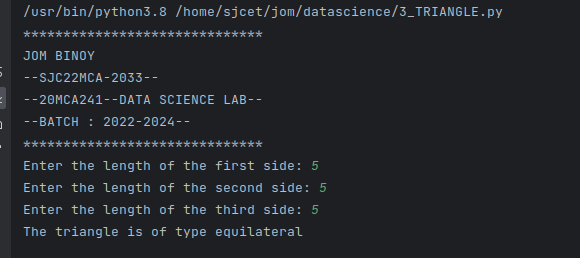 /usr/bin/python3.8 /home/sjcet/jom/datascience/3_TRIANGLE.py
******************************
JOM BINOY
--SJC22MCA-2033--
--20MCA241--DATA SCIENCE LAB--
--BATCH : 2022-2024--
******************************
Enter the length of the first side: 5
Enter the length of the second side: 5
Enter the length of the third side: 5
The triangle is of type equilateral